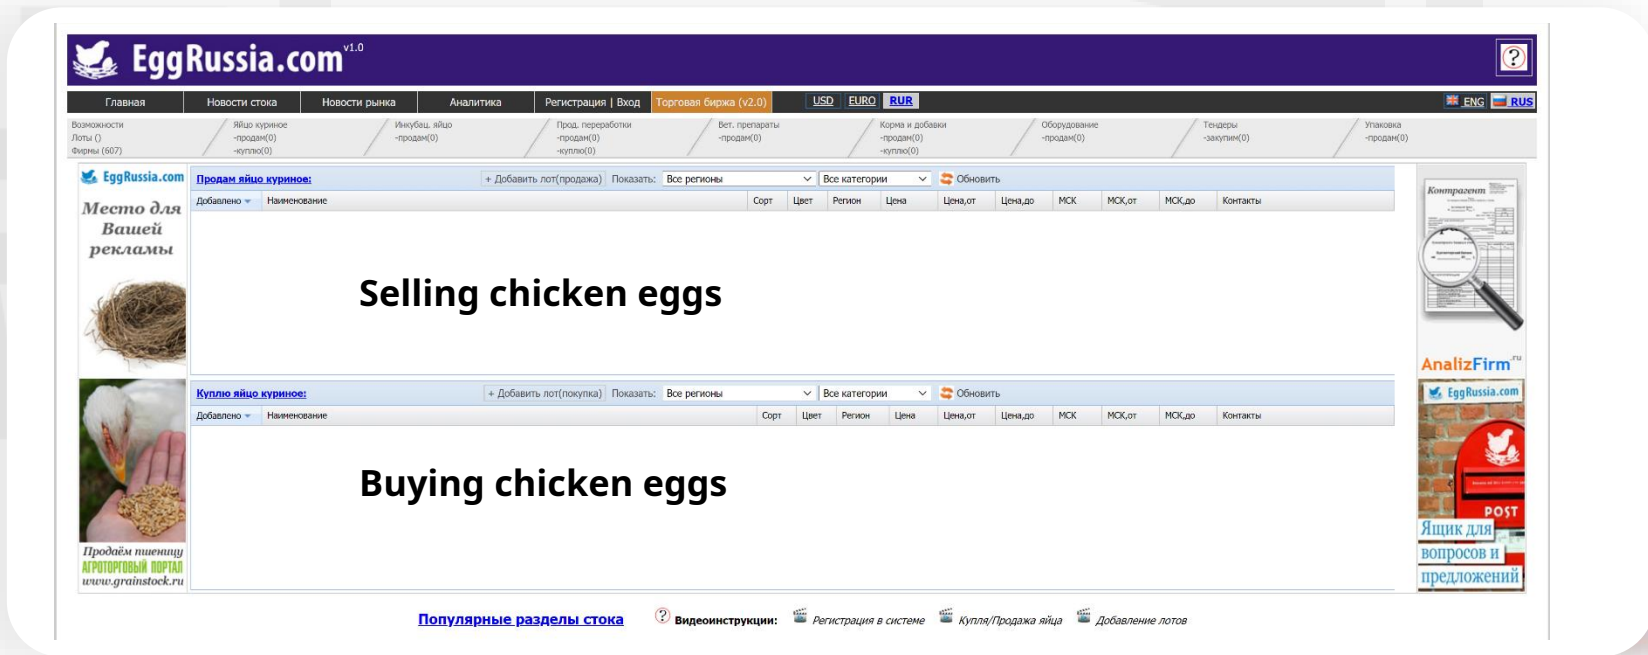 EggRussia.com v1.0
Главная Новости стока Новости рынка Аналитика Регистрация | Вход Торговая биржа (v2.0) USD EURO RUR ENG RUS
Возможности
Лоты ()
Фирмы (607)
Яйцо куриное
-продам(0)
-куплю(0)
Инкубац. яйцо
-продам(0)
Прод. переработки
-продам(0)
-куплю(0)
Вет. препараты
-продам(0)
Корма и добавки
-продам(0)
-куплю(0)
Оборудование
-продам(0)
Тендеры
-закупим(0)
Упаковка
-продам(0)
EggRussia.com
Место для
Вашей
рекламы
Продам яйцо куриное: + Добавить лот(продажа) Показать: Все регионы Все категории Обновить
Добавлено Наименование Сорт Цвет Регион Цена Цена,от Цена,до МСК МСК,от МСК,до Контакты
Selling chicken eggs
Контрагент
AnalizFirm.ru
Куплю яйцо куриное: + Добавить лот(покупка) Показать: Все регионы Все категории Обновить
Добавлено Наименование Сорт Цвет Регион Цена Цена,от Цена,до МСК МСК,от МСК,до Контакты
Buying chicken eggs
Продаём пшеницу
АГРОТОРГОВЫЙ ПОРТАЛ
www.grainstock.ru
EggRussia.com
POST
Ящик для
вопросов и
предложений
Популярные разделы стока Видеоинструкции: Регистрация в системе Купля/Продажа яйца Добавление лотов